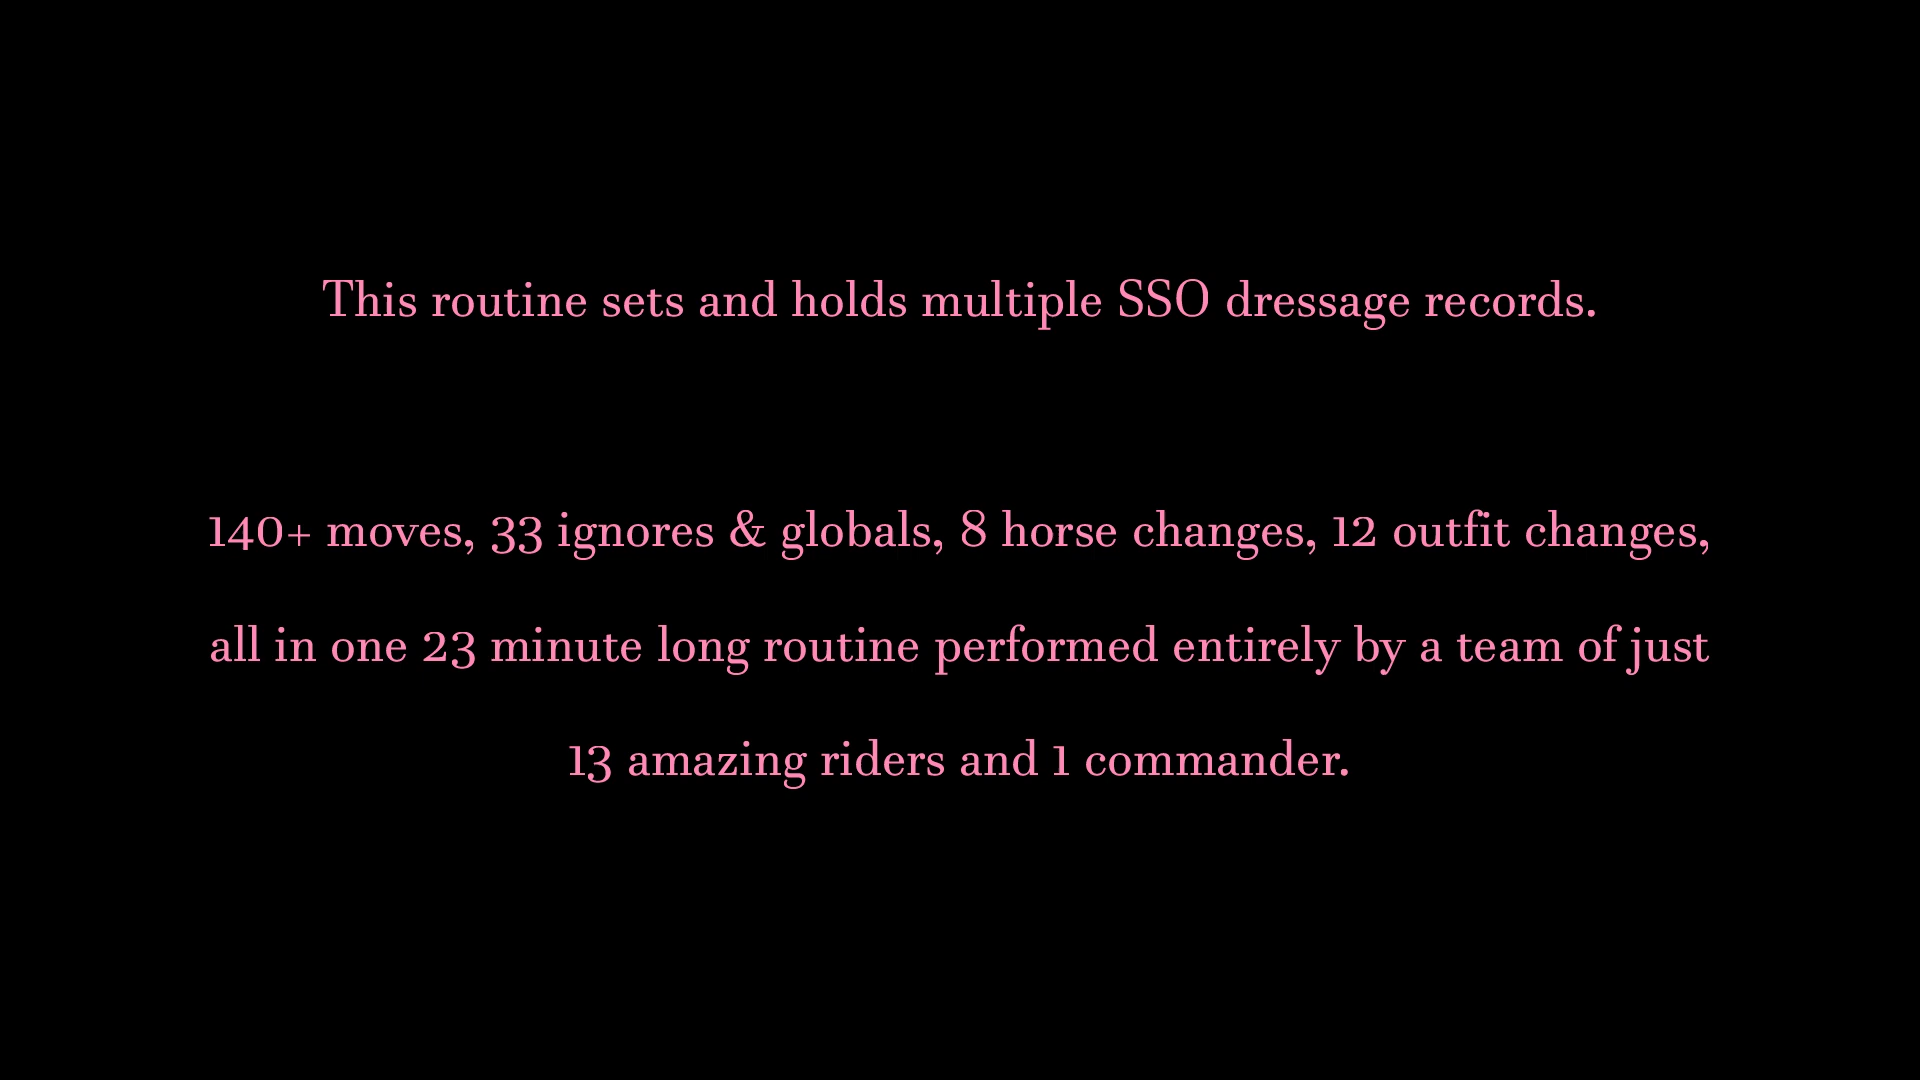 This routine sets and holds multiple SSO dressage records.
140+ moves, 33 ignores & globals, 8 horse changes, 12 outfit changes,
all in one 23 minute long routine performed entirely by a team of just
13 amazing riders and 1 commander.